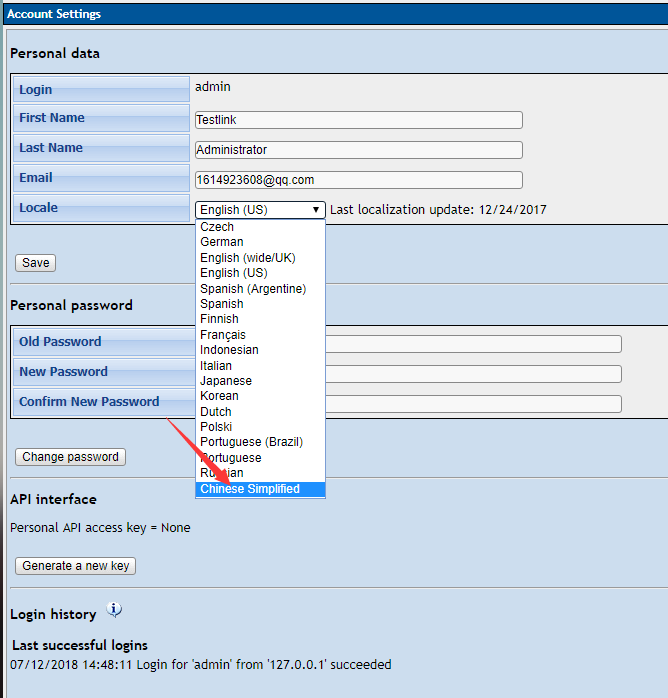 Account Settings
Personal data
Login admin
First Name Testlink
Last Name Administrator
Email 1614923608@qq.com
Locale English (US) Last localization update: 12/24/2017
Czech
German
English (wide/UK)
English (US)
Spanish (Argentine)
Spanish
Finnish
Français
Indonesian
Italian
Japanese
Korean
Dutch
Polski
Portuguese (Brazil)
Portuguese
Russian
Chinese Simplified
Save
Personal password
Old Password
New Password
Confirm New Password
Change password
API interface
Personal API access key = None
Generate a new key
Login history
Last successful logins
07/12/2018 14:48:11 Login for 'admin' from '127.0.0.1' succeeded